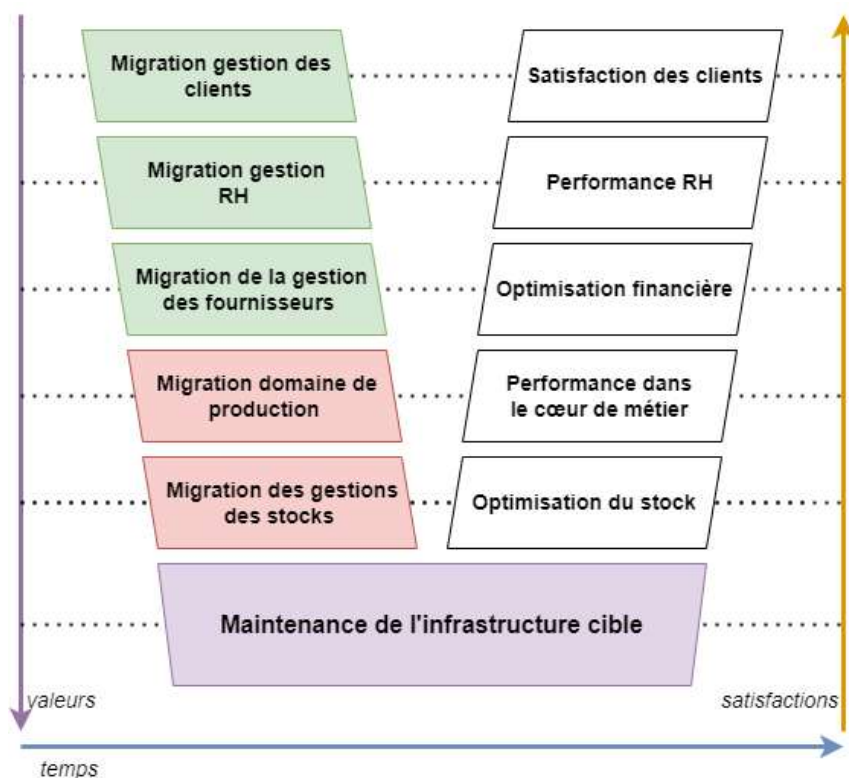 Migration gestion des
clients
Satisfaction des clients
Migration gestion
RH
Performance RH
Migration de la gestion
des fournisseurs
Optimisation financière
Migration domaine de
production
Performance dans
le cœur de métier
Migration des gestions
des stocks
Optimisation du stock
Maintenance de l'infrastructure cible
valeurs
satisfactions
temps